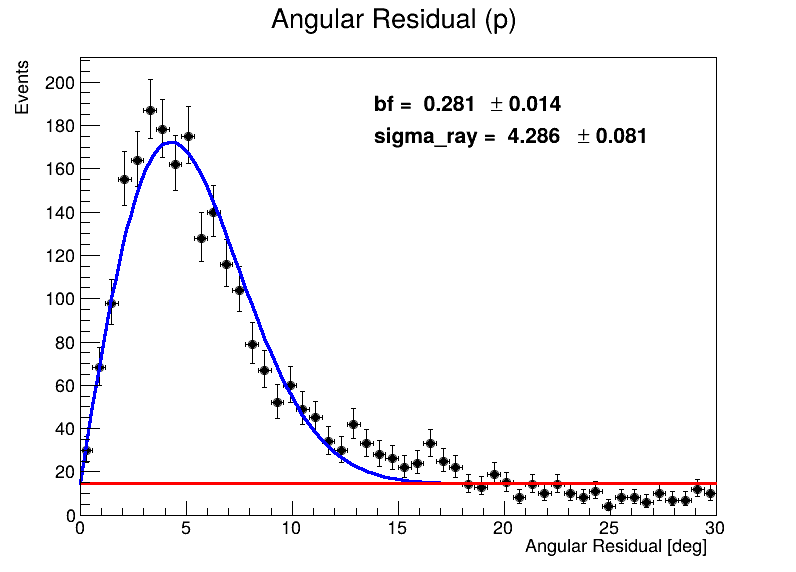 Angular Residual (p)
Events
bf = 0.281 ± 0.014
sigma_ray = 4.286 ± 0.081
200
180
160
140
120
100
80
60
40
20
0
0 5 10 15 20 25 30
Angular Residual [deg]